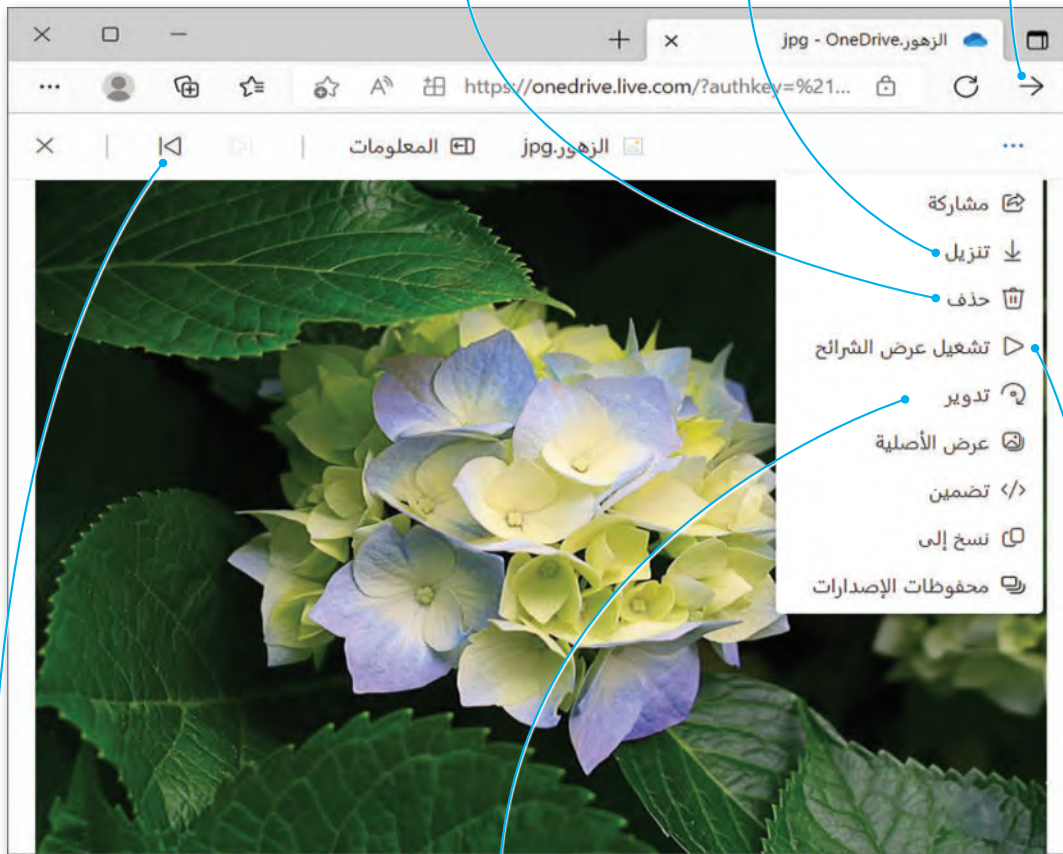 الزهور.jpg - OneDrive
https://onedrive.live.com/?authkey=%21...
الزهور.jpg
المعلومات
مشاركة
تنزيل
حذف
تشغيل عرض الشرائح
تدوير
عرض الأصلية
تضمين
نسخ إلى
محفوظات الإصدارات